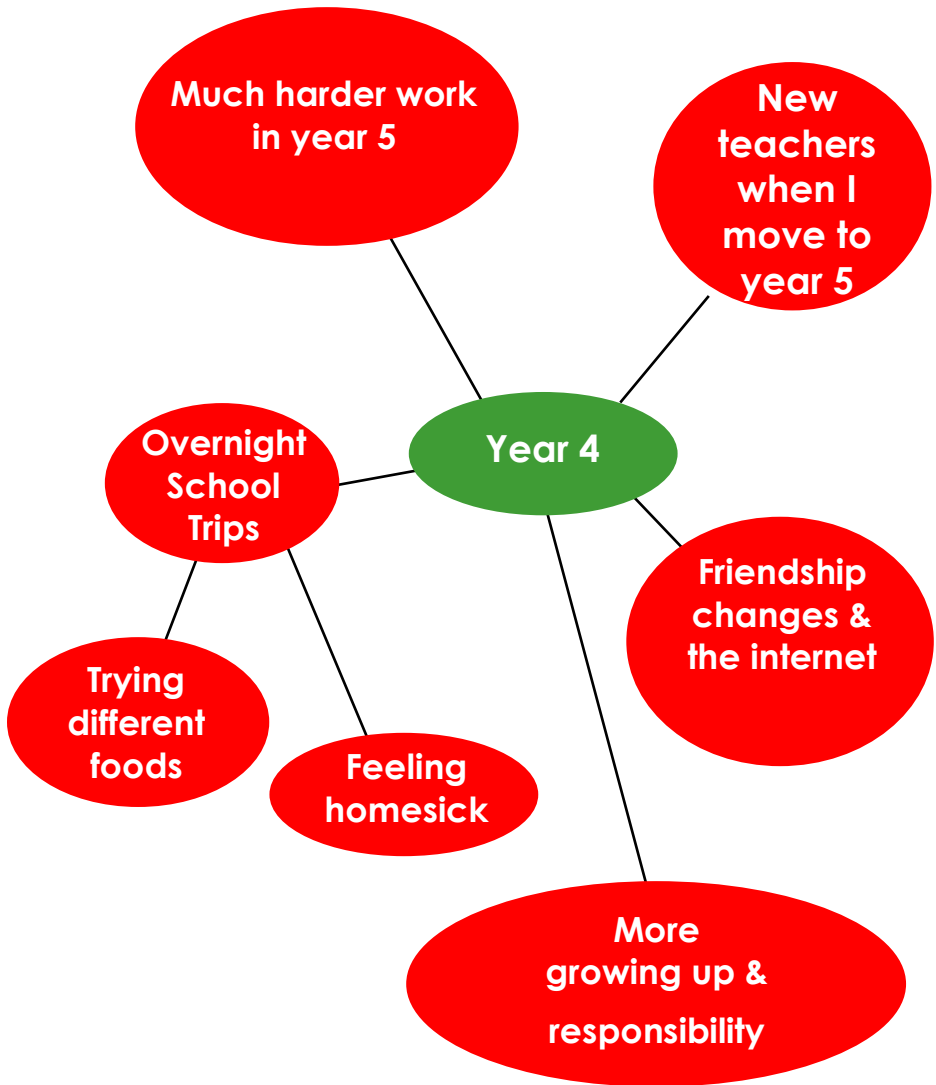 Much harder work
in year 5
New
teachers
when I
move to
year 5
Year 4
Overnight
School
Trips
Friendship
changes &
the internet
Trying
different
foods
Feeling
homesick
More
growing up &
responsibility